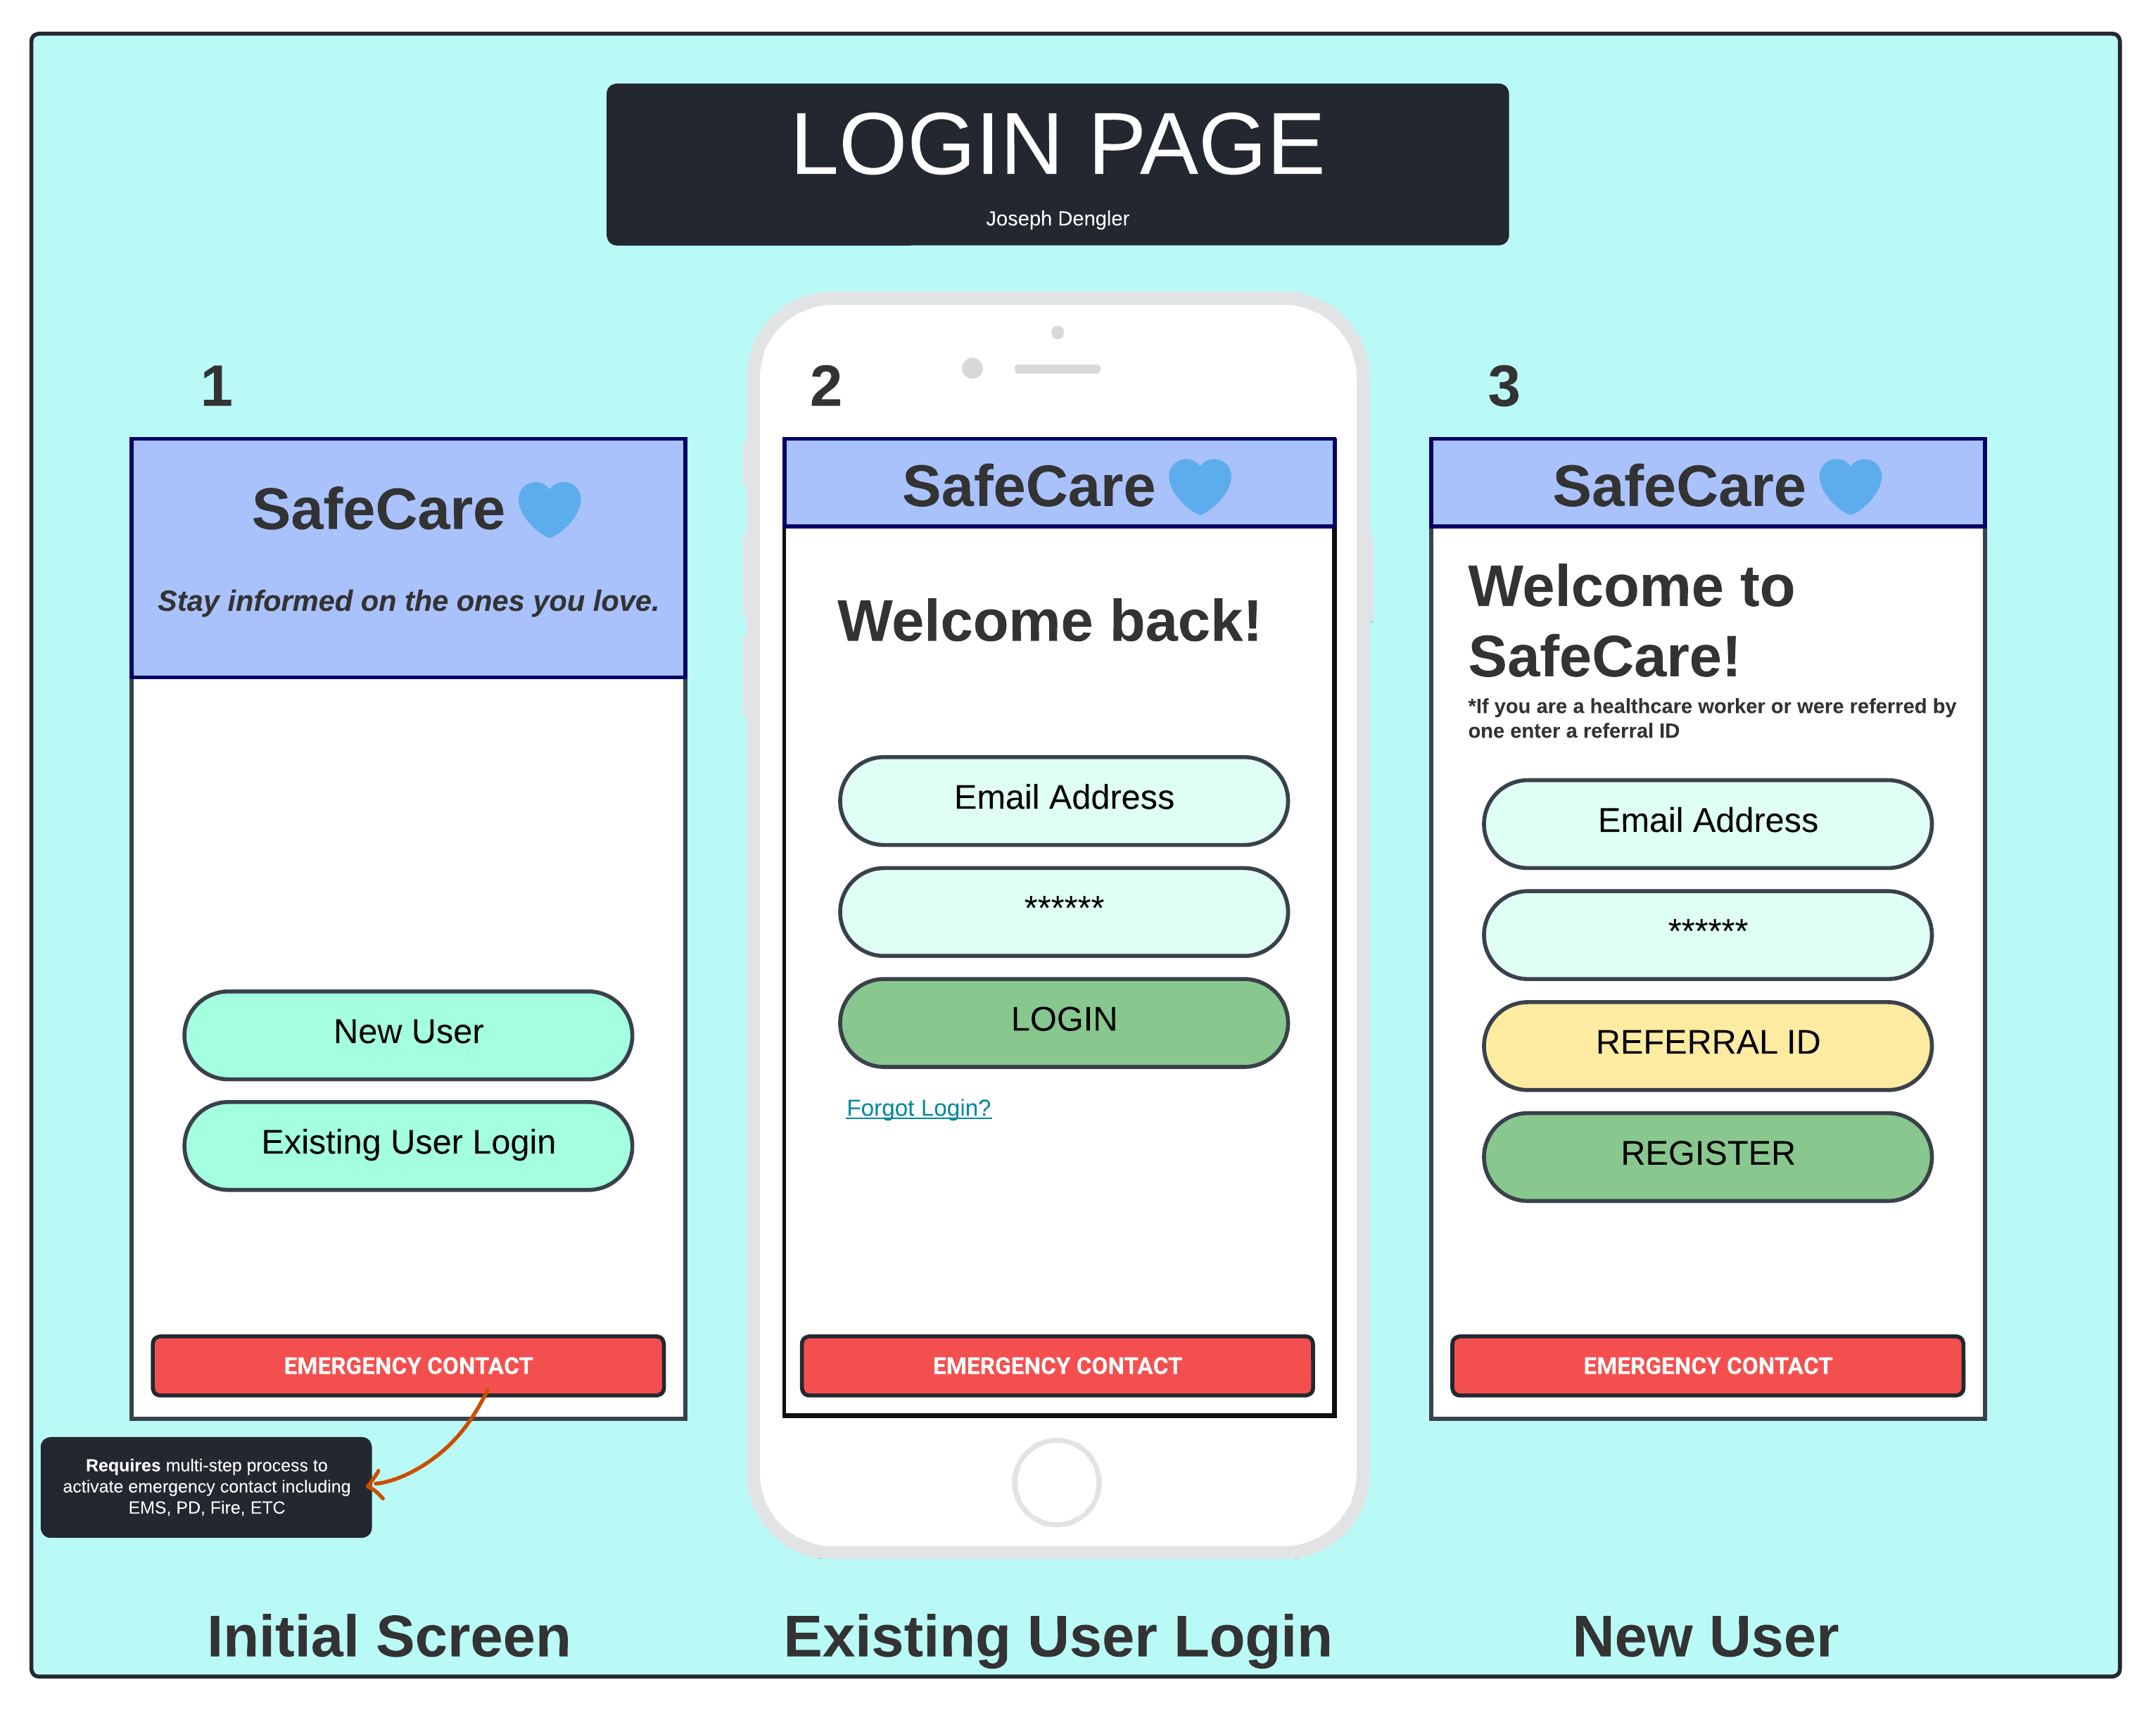 LOGIN PAGE
Joseph Dengler
1
SafeCare
Stay informed on the ones you love.
New User
Existing User Login
EMERGENCY CONTACT
Requires multi-step process to
activate emergency contact including
EMS, PD, Fire, ETC
Initial Screen
2
SafeCare
Welcome back!
Email Address
******
LOGIN
Forgot Login?
EMERGENCY CONTACT
Existing User Login
3
SafeCare
Welcome to
SafeCare!
*If you are a healthcare worker or were referred by
one enter a referral ID
Email Address
******
REFERRAL ID
REGISTER
EMERGENCY CONTACT
New User